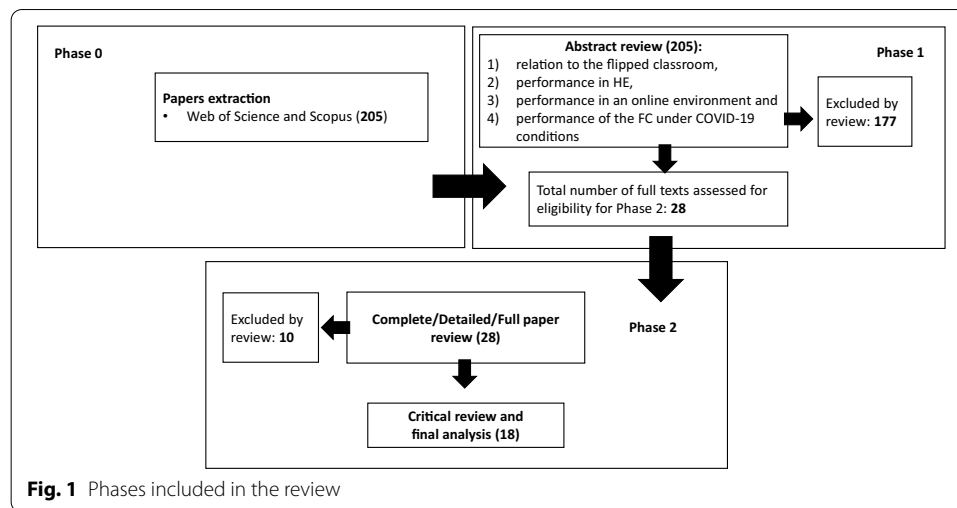 Phase 0
Papers extraction
• Web of Science and Scopus (205)
Phase 1
Abstract review (205):
1) relation to the flipped classroom,
2) performance in HE,
3) performance in an online environment and
4) performance of the FC under COVID-19
conditions
Excluded by
review: 177
Total number of full texts assessed for
eligibility for Phase 2: 28
Phase 2
Complete/Detailed/Full paper
review (28)
Excluded by
review: 10
Critical review and
final analysis (18)
Fig. 1 Phases included in the review